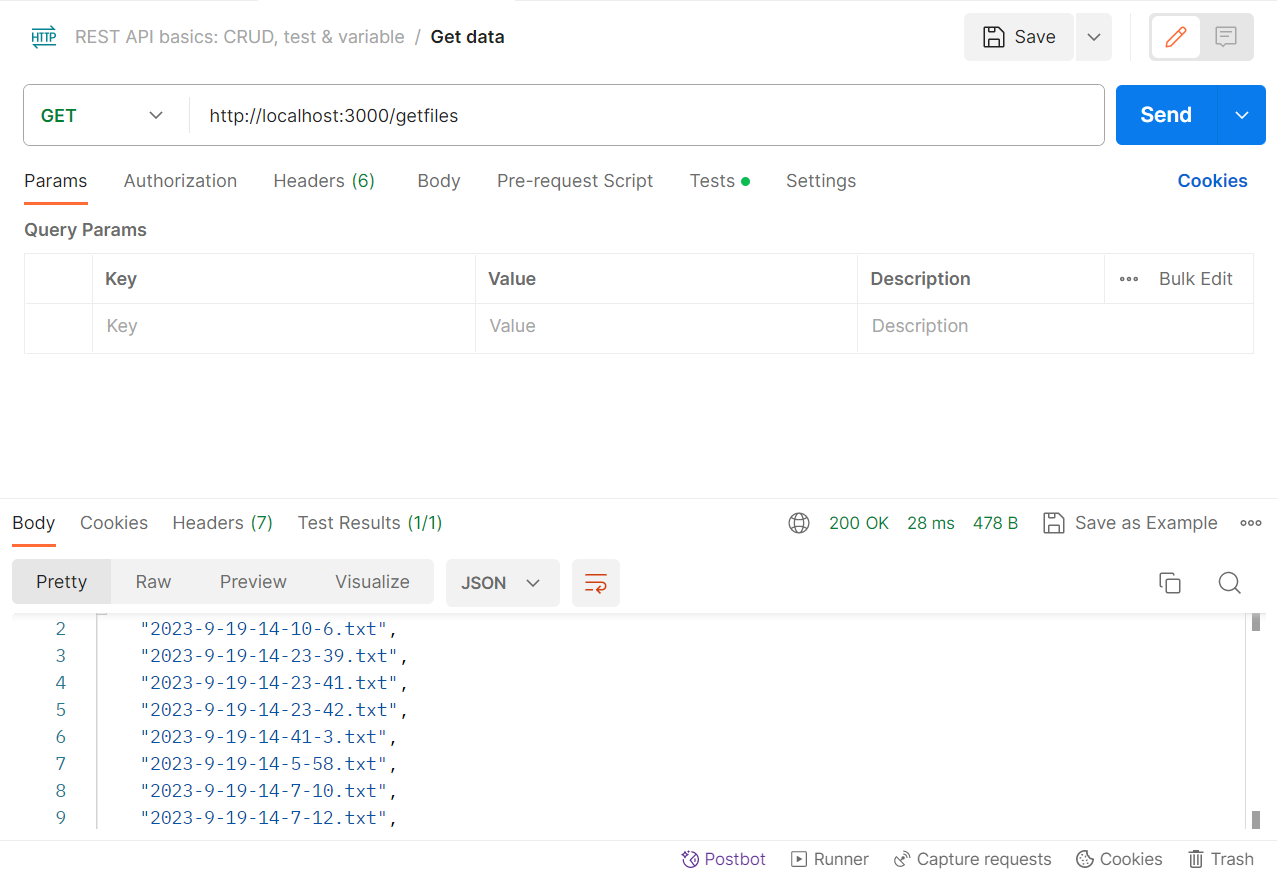 HTTP REST API basics: CRUD, test & variable / Get data Save
GET http://localhost:3000/getfiles Send
Params Authorization Headers (6) Body Pre-request Script Tests Settings Cookies
Query Params
Key Value Description Bulk Edit
Key Value Description
Body Cookies Headers (7) Test Results (1/1) 200 OK 28 ms 478 B Save as Example
Pretty Raw Preview Visualize JSON
2 "2023-9-19-14-10-6.txt",
3 "2023-9-19-14-23-39.txt",
4 "2023-9-19-14-23-41.txt",
5 "2023-9-19-14-23-42.txt",
6 "2023-9-19-14-41-3.txt",
7 "2023-9-19-14-5-58.txt",
8 "2023-9-19-14-7-10.txt",
9 "2023-9-19-14-7-12.txt",
Postbot Runner Capture requests Cookies Trash